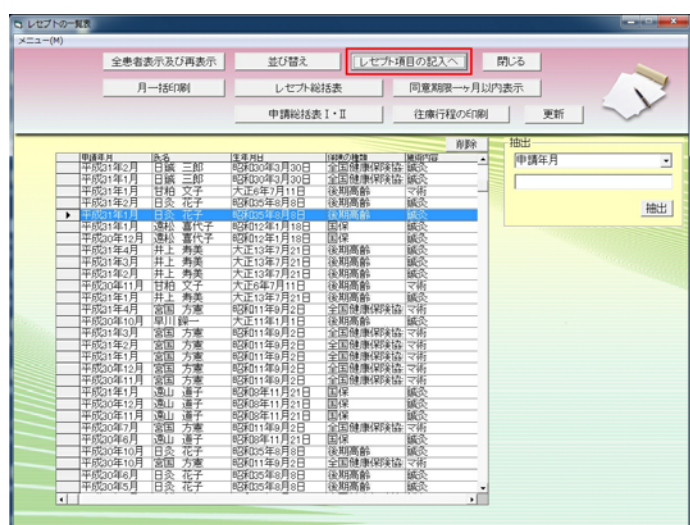 レセプトの一覧表
メニュー(M)
全患者表示及び再表示 並び替え レセプト項目の記入へ 閉じる
月一括印刷 レセプト総括表 同意期限一ヶ月以内表示
申請総括表Ⅰ・Ⅱ 往療行程の印刷 更新
削除 抽出
申請年月
抽出
申請年月 氏名 生年月日 保険の種類 施術内容
平成31年2月 日鍼 三郎 昭和30年3月30日 全国健康保険協 鍼灸
平成31年1月 日鍼 三郎 昭和30年3月30日 全国健康保険協 鍼灸
平成31年1月 甘粕 文子 大正6年7月11日 後期高齢 マ術
平成31年2月 日灸 花子 昭和35年8月8日 後期高齢 鍼灸
平成31年1月 日灸 花子 昭和35年8月8日 後期高齢 鍼灸
平成31年1月 遠松 喜代子 昭和12年1月18日 国保 鍼灸
平成30年12月 遠松 喜代子 昭和12年1月18日 国保 鍼灸
平成31年4月 井上 寿美 大正13年7月21日 後期高齢 鍼灸
平成31年3月 井上 寿美 大正13年7月21日 後期高齢 鍼灸
平成31年2月 井上 寿美 大正13年7月21日 後期高齢 鍼灸
平成30年11月 甘粕 文子 大正6年7月11日 後期高齢 マ術
平成31年1月 井上 寿美 大正13年7月21日 後期高齢 鍼灸
平成31年4月 宮国 方憲 昭和11年9月2日 全国健康保険協 マ術
平成30年10月 早川 一 大正11年1月1日 後期高齢 鍼灸
平成31年3月 宮国 方憲 昭和11年9月2日 全国健康保険協 マ術
平成31年2月 宮国 方憲 昭和11年9月2日 全国健康保険協 マ術
平成31年1月 宮国 方憲 昭和11年9月2日 全国健康保険協 マ術
平成30年12月 宮国 方憲 昭和11年9月2日 全国健康保険協 マ術
平成30年11月 宮国 方憲 昭和11年9月2日 全国健康保険協 マ術
平成31年1月 遠山 道子 昭和8年11月21日 国保 鍼灸
平成30年12月 遠山 道子 昭和8年11月21日 国保 鍼灸
平成30年11月 遠山 道子 昭和8年11月21日 国保 鍼灸
平成30年7月 宮国 方憲 昭和11年9月2日 全国健康保険協 マ術
平成30年6月 遠山 道子 昭和8年11月21日 国保 鍼灸
平成30年10月 日灸 花子 昭和35年8月8日 後期高齢 鍼灸
平成30年10月 宮国 方憲 昭和11年9月2日 全国健康保険協 マ術
平成30年6月 日灸 花子 昭和35年8月8日 後期高齢 鍼灸
平成30年5月 日灸 花子 昭和35年8月8日 後期高齢 鍼灸